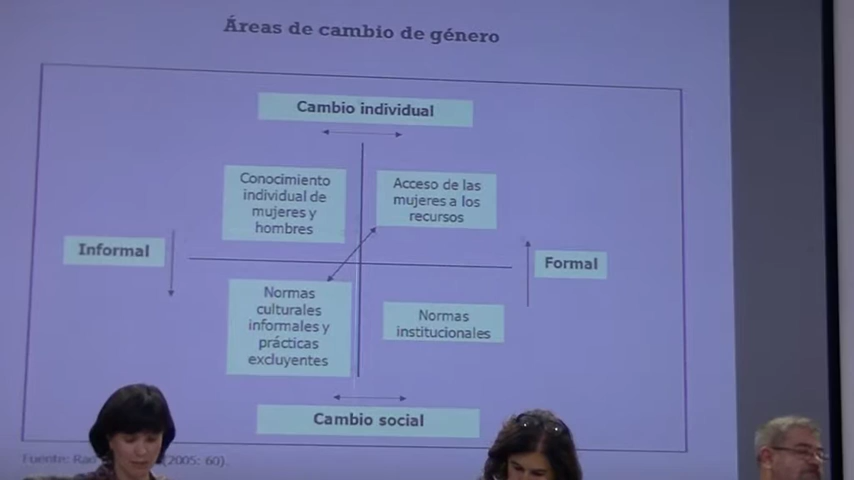 Áreas de cambio de género
Cambio individual
Conocimiento
individual de
mujeres y
hombres
Acceso de las
mujeres a los
recursos
Informal
Formal
Normas
culturales
informales y
prácticas
excluyentes
Normas
institucionales
Cambio social
Fuente: (2005: 60).